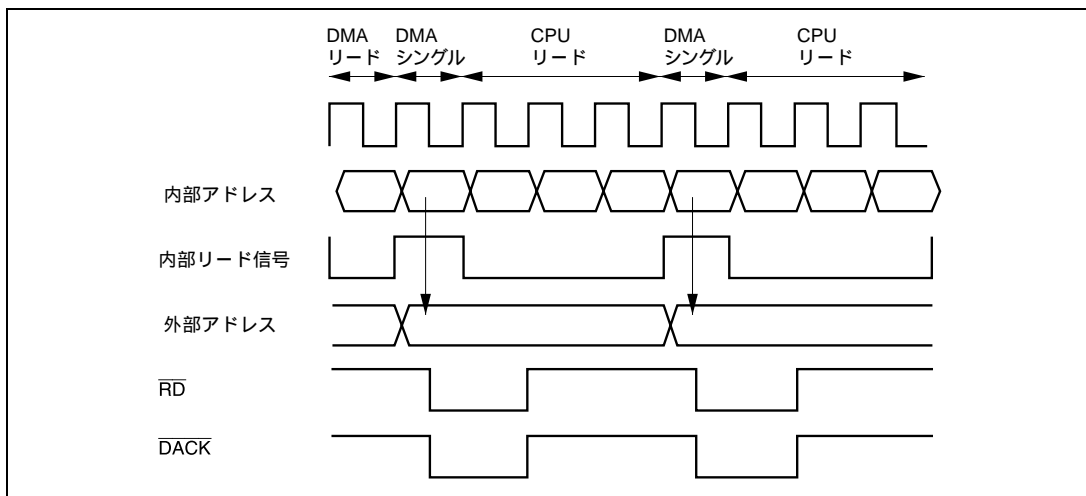 DMA DMA CPU DMA CPU
リード シングル リード シングル リード
内部アドレス
内部リード信号
外部アドレス
RD
DACK